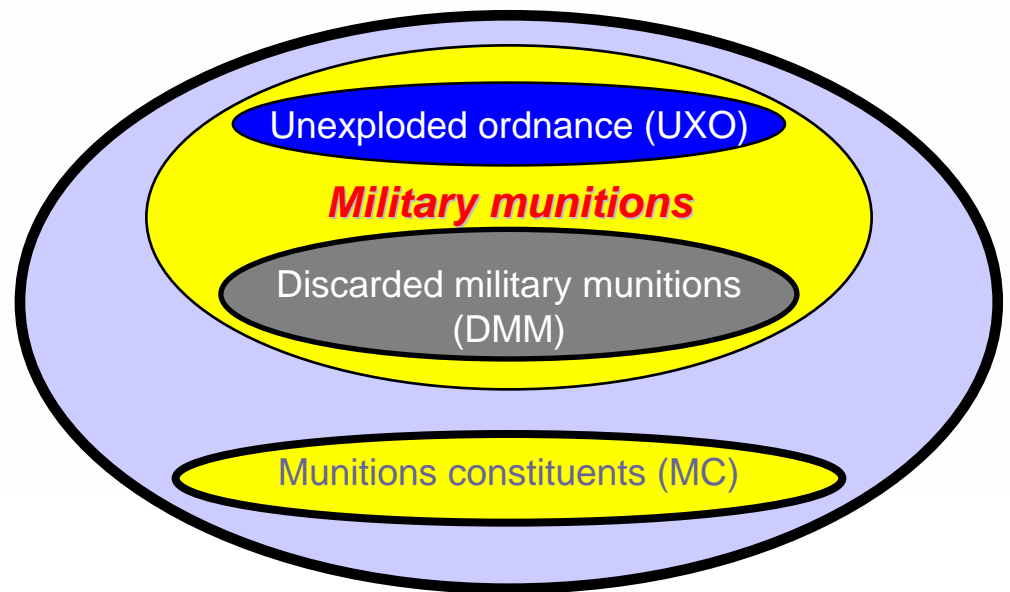 Unexploded ordnance (UXO)
Military munitions
Discarded military munitions
(DMM)
Munitions constituents (MC)